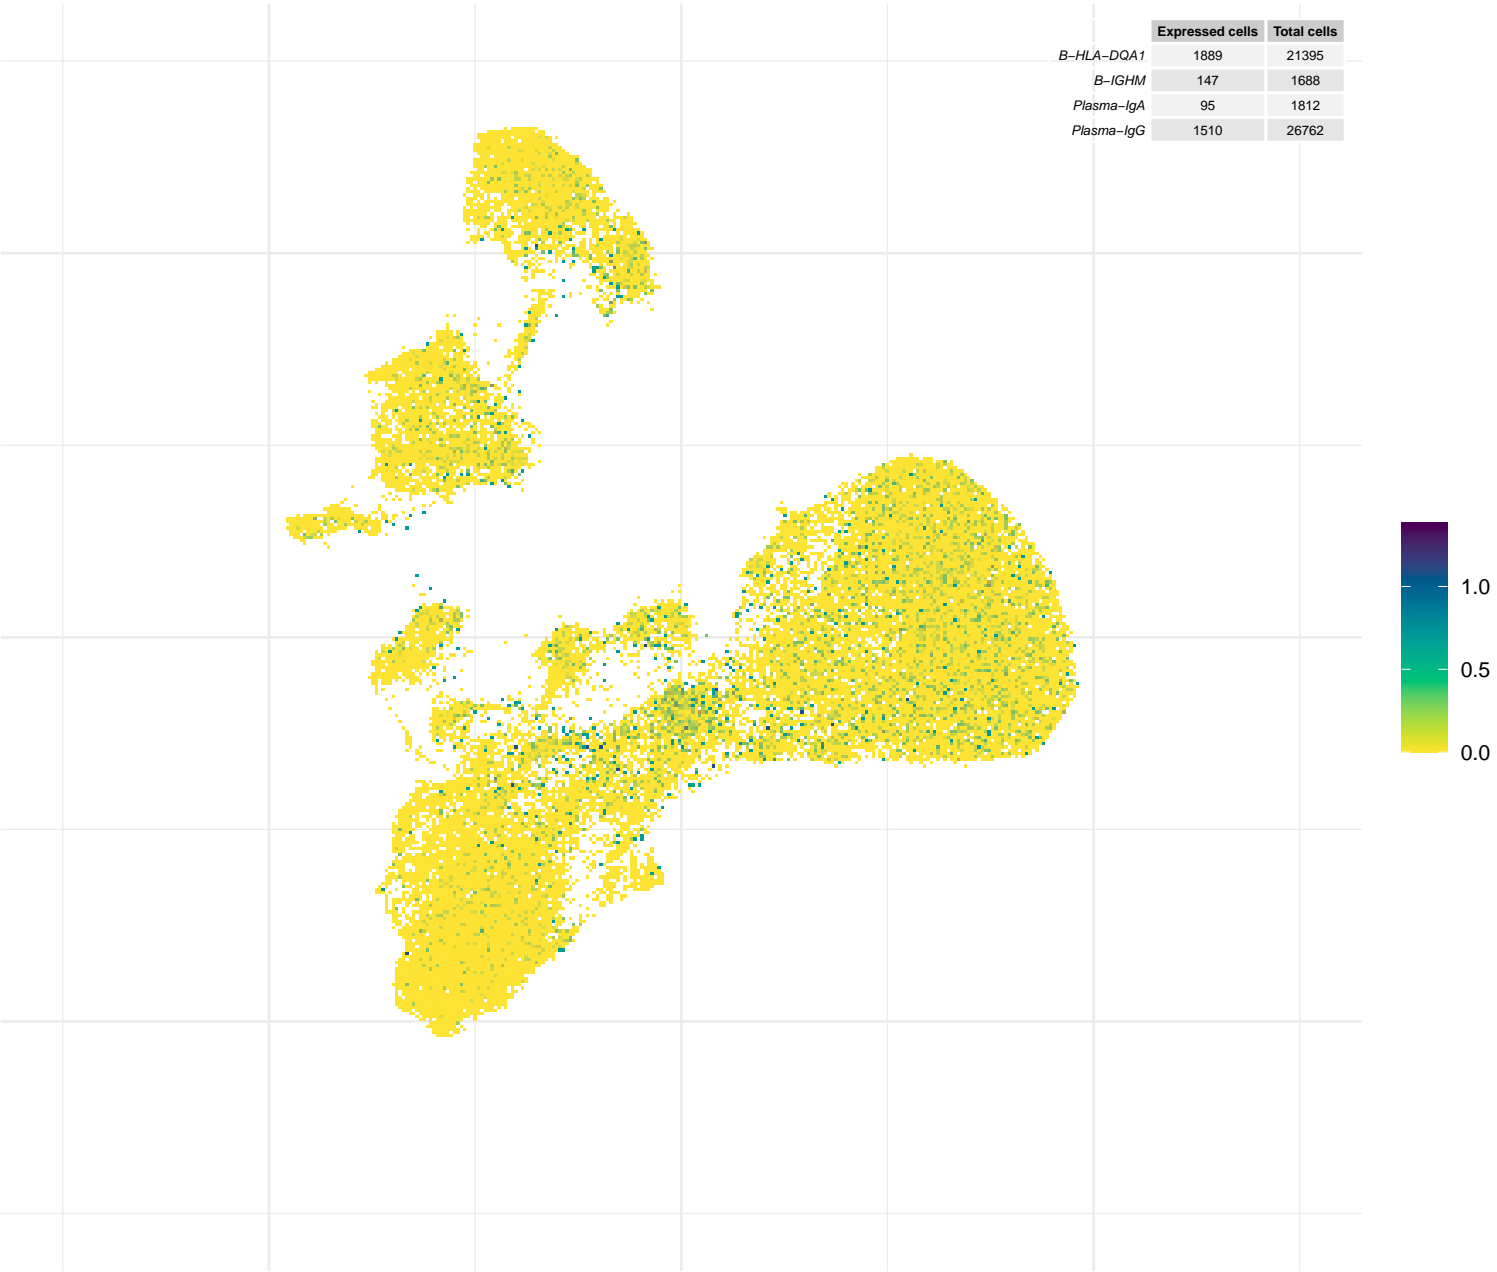 Expressed cells Total cells
B–HLA–DQA1 1889 21395
B–IGHM 147 1688
Plasma–IgA 95 1812
Plasma–IgG 1510 26762
1.0
0.5
0.0